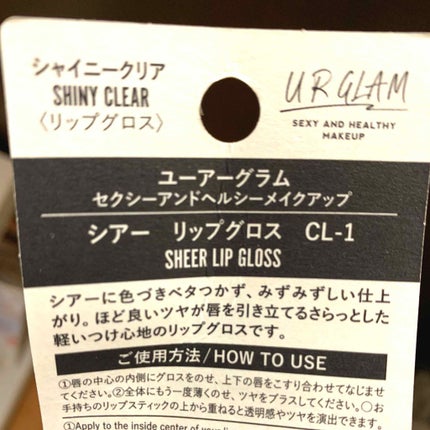 シャイニークリア
SHINY CLEAR
〈リップグロス〉
URGLAM
SEXY AND HEALTHY
MAKEUP
ユーアーグラム
セクシーアンドヘルシーメイクアップ
シアー リップグロス CL-1
SHEER LIP GLOSS
シアーに色づきベタつかず、みずみずしい仕上
がり。ほど良いツヤが唇を引き立てるさらっとした
軽いつけ心地のリップグロスです。
ご使用方法/HOW TO USE
①唇の中心の内側にグロスをのせ、上下の唇をこすり合わせてなじませ
てください。②全体にもう一度薄くのせ、ツヤをプラスしてください。○お
手持ちのリップスティックの上から重ねると透明感やツヤを演出できます。
①Apply to the inside center of your